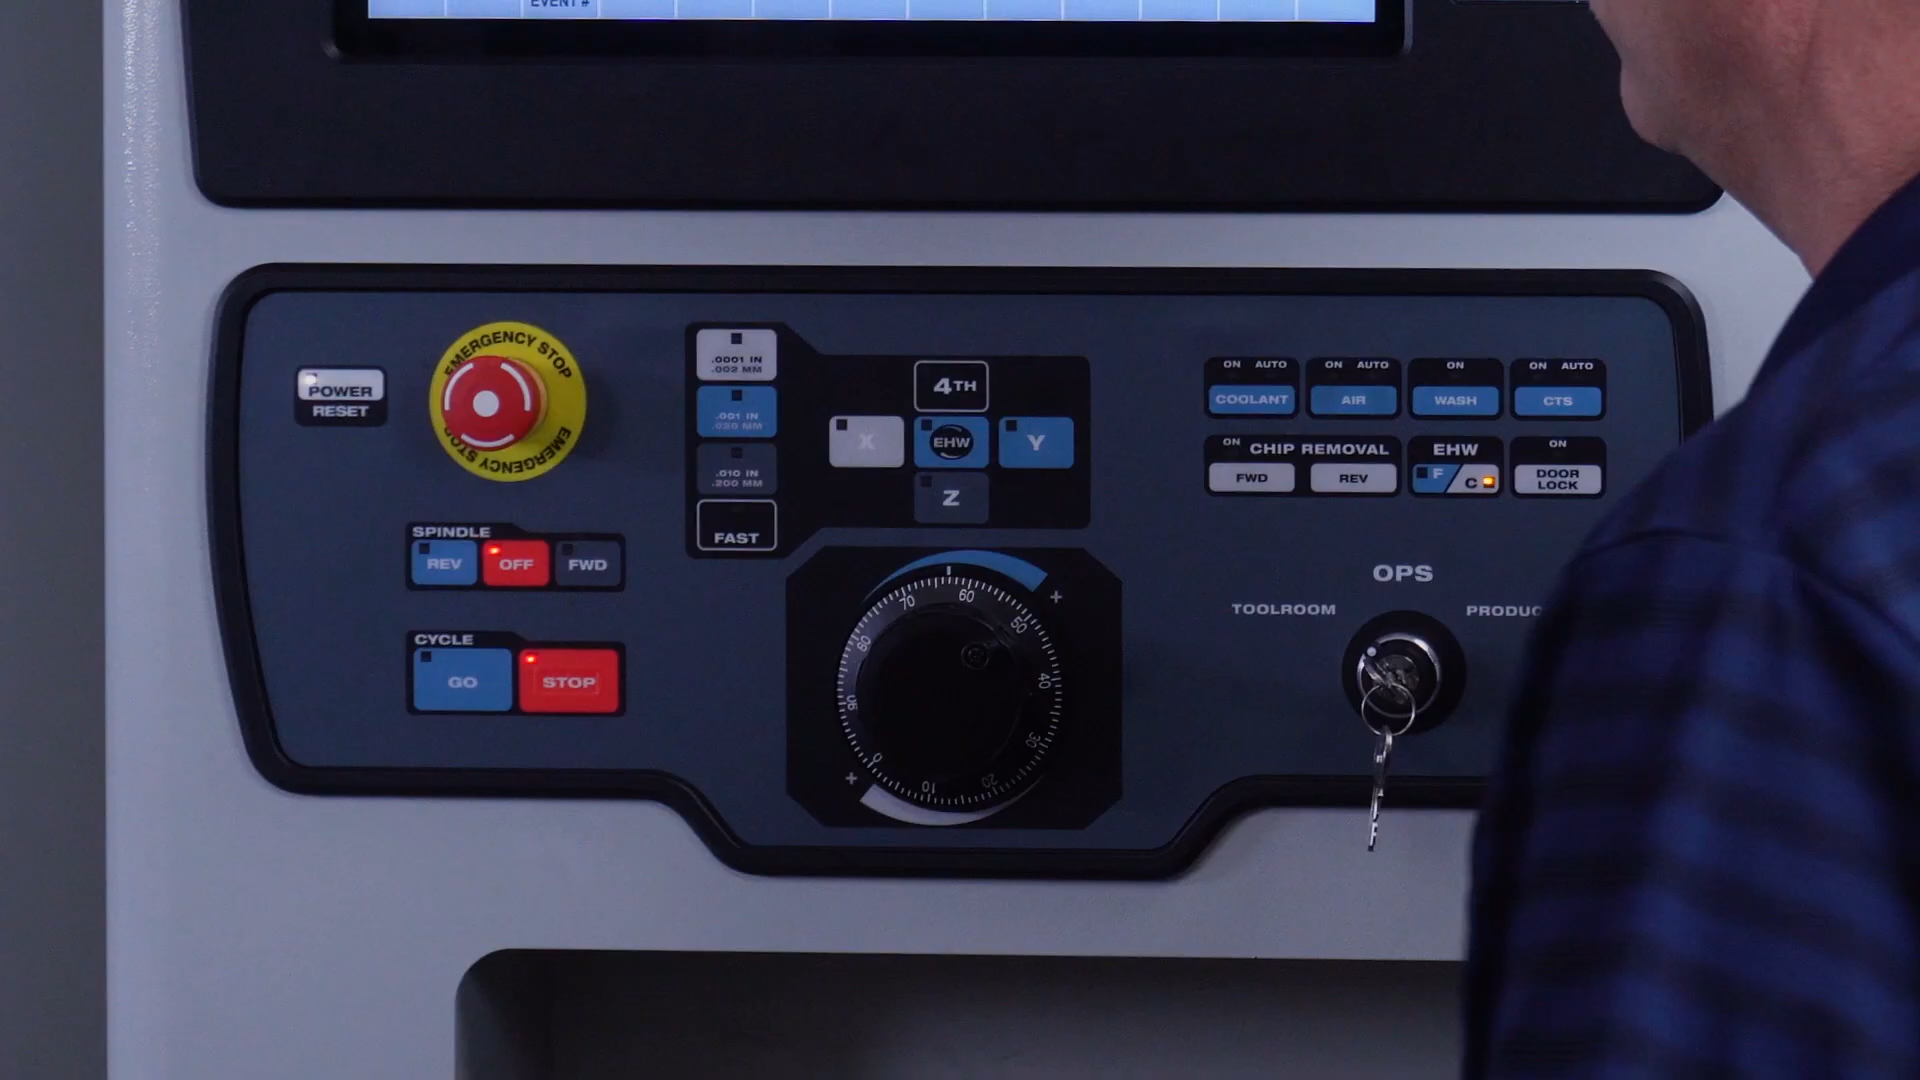 EVENT #
POWER
RESET
EMERGENCY STOP
EMERGENCY STOP
.0001 IN
.002 MM
.001 IN
.020 MM
.010 IN
.200 MM
FAST
4TH
X
EHW
Y
Z
ON AUTO
COOLANT
ON AUTO
AIR
ON
WASH
ON AUTO
CTS
ON CHIP REMOVAL
FWD
REV
EHW
F
C
ON
DOOR
LOCK
SPINDLE
REV
OFF
FWD
CYCLE
GO
STOP
+
+
0
10
20
30
40
50
60
70
80
90
OPS
TOOLROOM
PRODUC